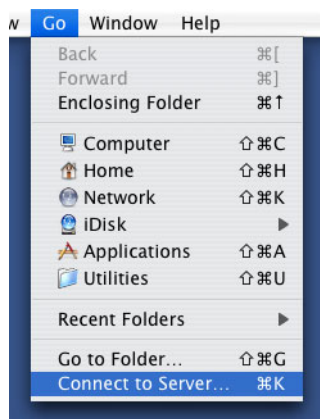 w Go Window Help
Back ⌘[
Forward ⌘]
Enclosing Folder ⌘↑
Computer ⇧⌘C
Home ⇧⌘H
Network ⇧⌘K
iDisk ▶
Applications ⇧⌘A
Utilities ⇧⌘U
Recent Folders ▶
Go to Folder... ⇧⌘G
Connect to Server... ⌘K